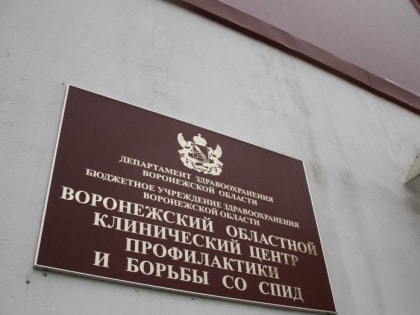 ДЕПАРТАМЕНТ ЗДРАВООХРАНЕНИЯ
ВОРОНЕЖСКОЙ ОБЛАСТИ
БЮДЖЕТНОЕ УЧРЕЖДЕНИЕ ЗДРАВООХРАНЕНИЯ
ВОРОНЕЖСКОЙ ОБЛАСТИ
ВОРОНЕЖСКИЙ ОБЛАСТНОЙ
КЛИНИЧЕСКИЙ ЦЕНТР
ПРОФИЛАКТИКИ
И БОРЬБЫ СО СПИД